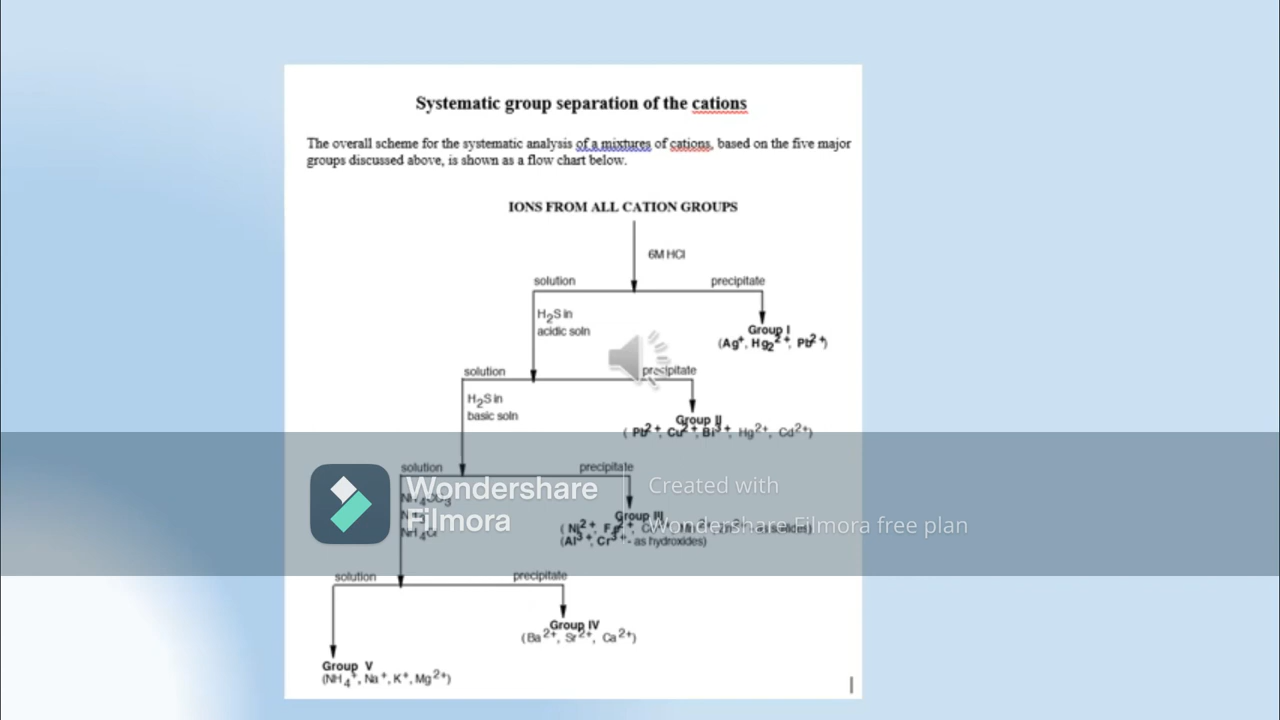 Systematic group separation of the cations
The overall scheme for the systematic analysis of a mixtures of cations, based on the five major
groups discussed above, is shown as a flow chart below.
IONS FROM ALL CATION GROUPS
6M HCl
solution precipitate
H2S in
acidic soln
Group I
(Ag+, Hg2 2+, Pb2+)
solution precipitate
H2S in
basic soln
Group II
(Pb2+, Cu2+, Bi3+, Hg2+, Cd2+)
solution precipitate
Wondershare
Filmora
Created with
Wondershare Filmora free plan
Group III
(Ni2+,
(Al3+, Cr3+ - as hydroxides)
solution precipitate
Group IV
(Ba2+, Sr2+, Ca2+)
Group V
(NH4+, Na+, K+, Mg2+)